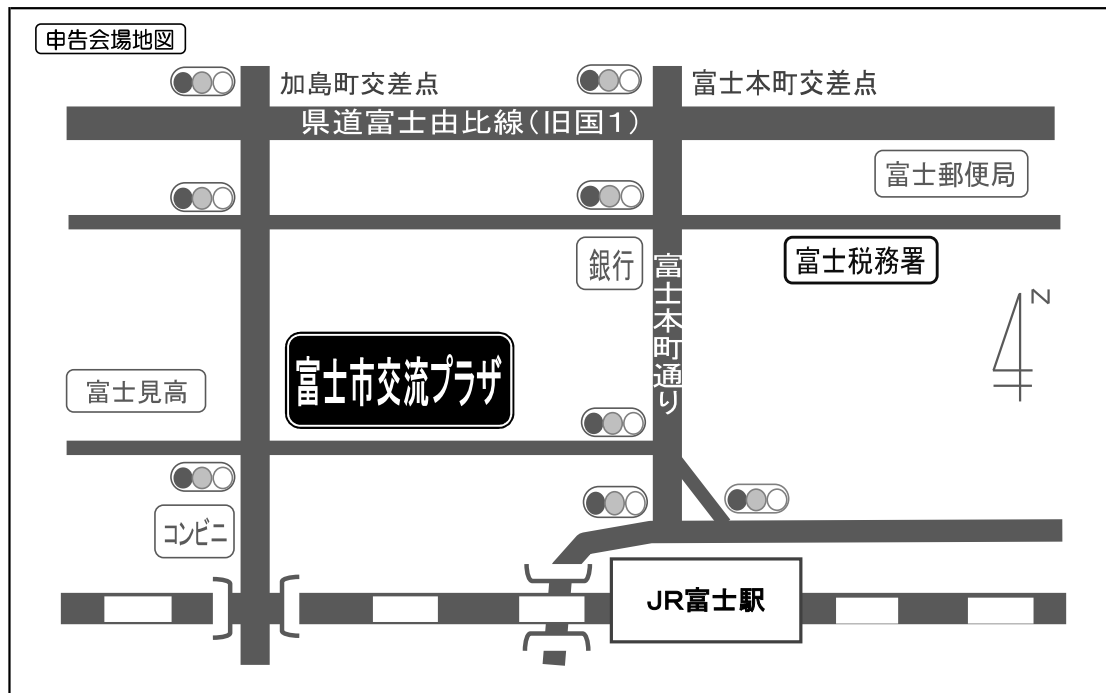 申告会場地図
加島町交差点
富士本町交差点
県道富士由比線（旧国１）
富士郵便局
銀行
富士税務署
富士本町通り
N
富士市交流プラザ
富士見高
コンビニ
ＪＲ富士駅